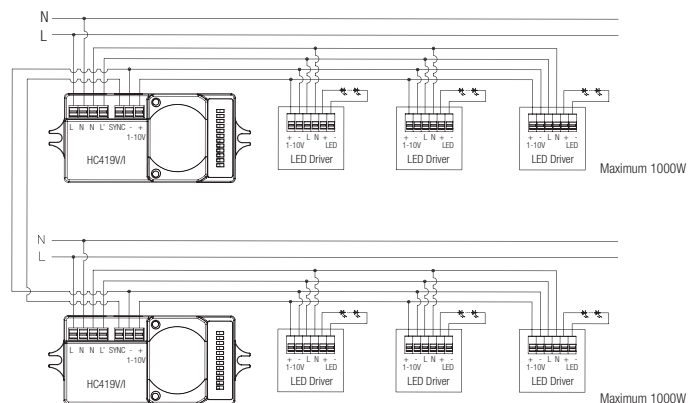 N
L
L N N L' SYNC - +
1-10V
HC419V/I
+ - L N + -
1-10V LED
LED Driver
+ - L N + -
1-10V LED
LED Driver
+ - L N + -
1-10V LED
LED Driver
Maximum 1000W
N
L
L N N L' SYNC - +
1-10V
HC419V/I
+ - L N + -
1-10V LED
LED Driver
+ - L N + -
1-10V LED
LED Driver
+ - L N + -
1-10V LED
LED Driver
Maximum 1000W